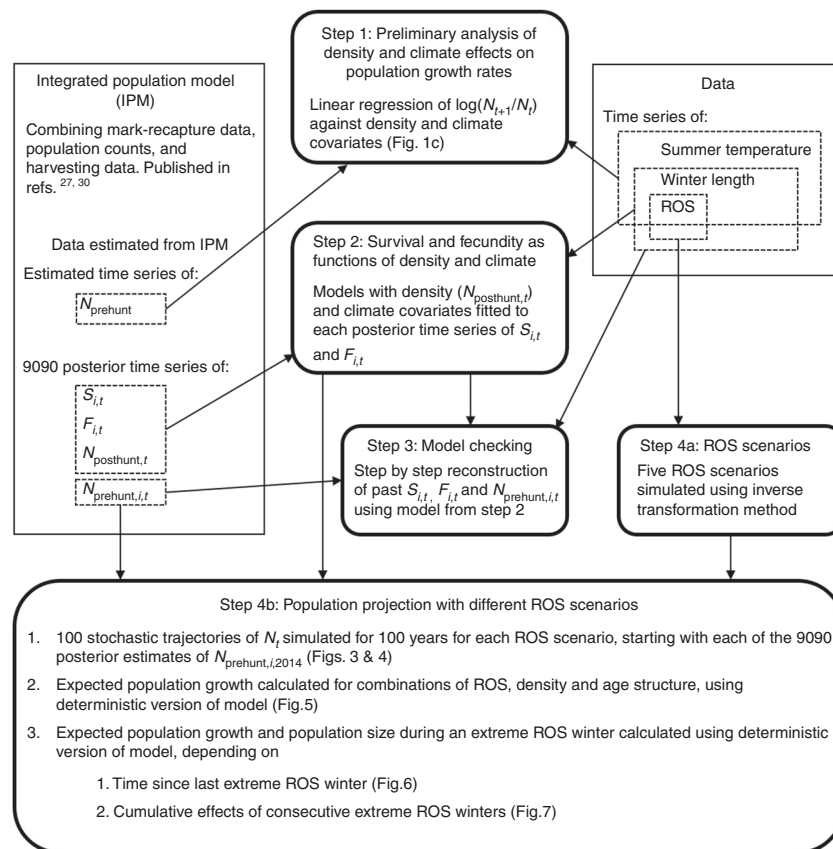 Step 1: Preliminary analysis of
density and climate effects on
population growth rates
Linear regression of log(Nt+1/Nt)
against density and climate
covariates (Fig. 1c)
Integrated population model
(IPM)
Combining mark-recapture data,
population counts, and
harvesting data. Published in
refs. 27, 30
Data estimated from IPM
Estimated time series of:
Nprehunt
9090 posterior time series of:
Si,t
Fi,t
Nposthunt,t
Nprehunt,i,t
Data
Time series of:
Summer temperature
Winter length
ROS
Step 2: Survival and fecundity as
functions of density and climate
Models with density (Nposthunt,t)
and climate covariates fitted to
each posterior time series of Si,t
and Fi,t
Step 3: Model checking
Step by step reconstruction
of past Si,t, Fi,t and Nprehunt,i,t
using model from step 2
Step 4a: ROS scenarios
Five ROS scenarios
simulated using inverse
transformation method
Step 4b: Population projection with different ROS scenarios
1. 100 stochastic trajectories of Nt simulated for 100 years for each ROS scenario, starting with each of the 9090
posterior estimates of Nprehunt,i,2014 (Figs. 3 & 4)
2. Expected population growth calculated for combinations of ROS, density and age structure, using
deterministic version of model (Fig.5)
3. Expected population growth and population size during an extreme ROS winter calculated using deterministic
version of model, depending on
1. Time since last extreme ROS winter (Fig.6)
2. Cumulative effects of consecutive extreme ROS winters (Fig.7)